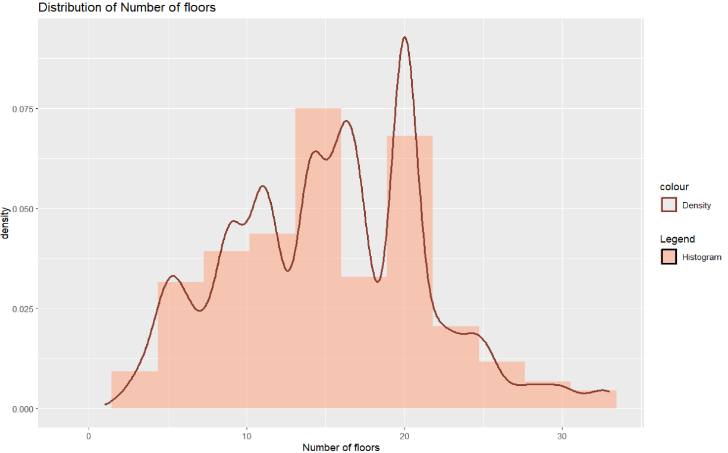 Distribution of Number of floors
0.075
0.050
0.025
0.000
density
0
10
20
30
Number of floors
colour
Density
Legend
Histogram